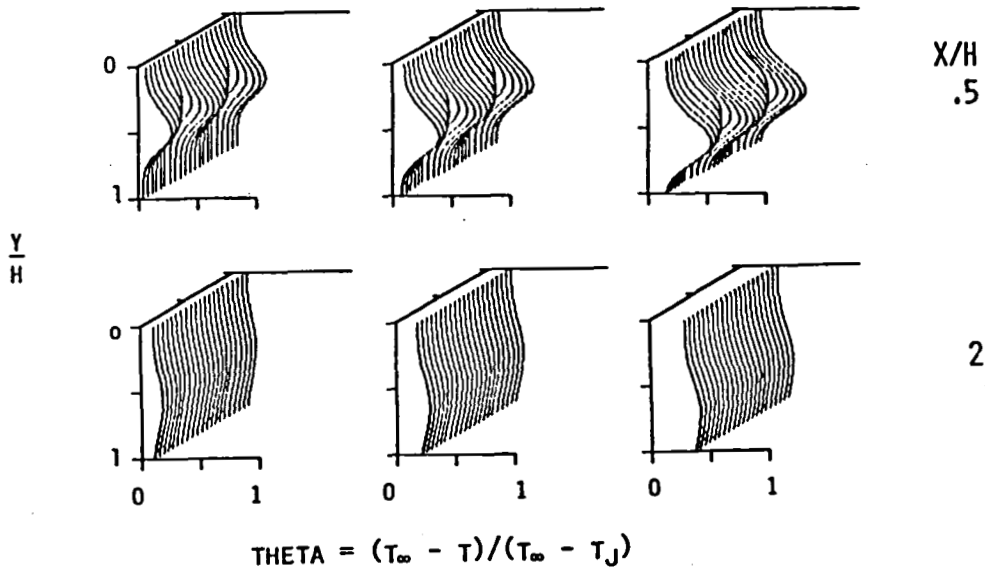 X/H
.5
0
1
Y
H
0
1
2
0 1
0 1
0 1
THETA = (T∞ - T)/(T∞ - TJ)